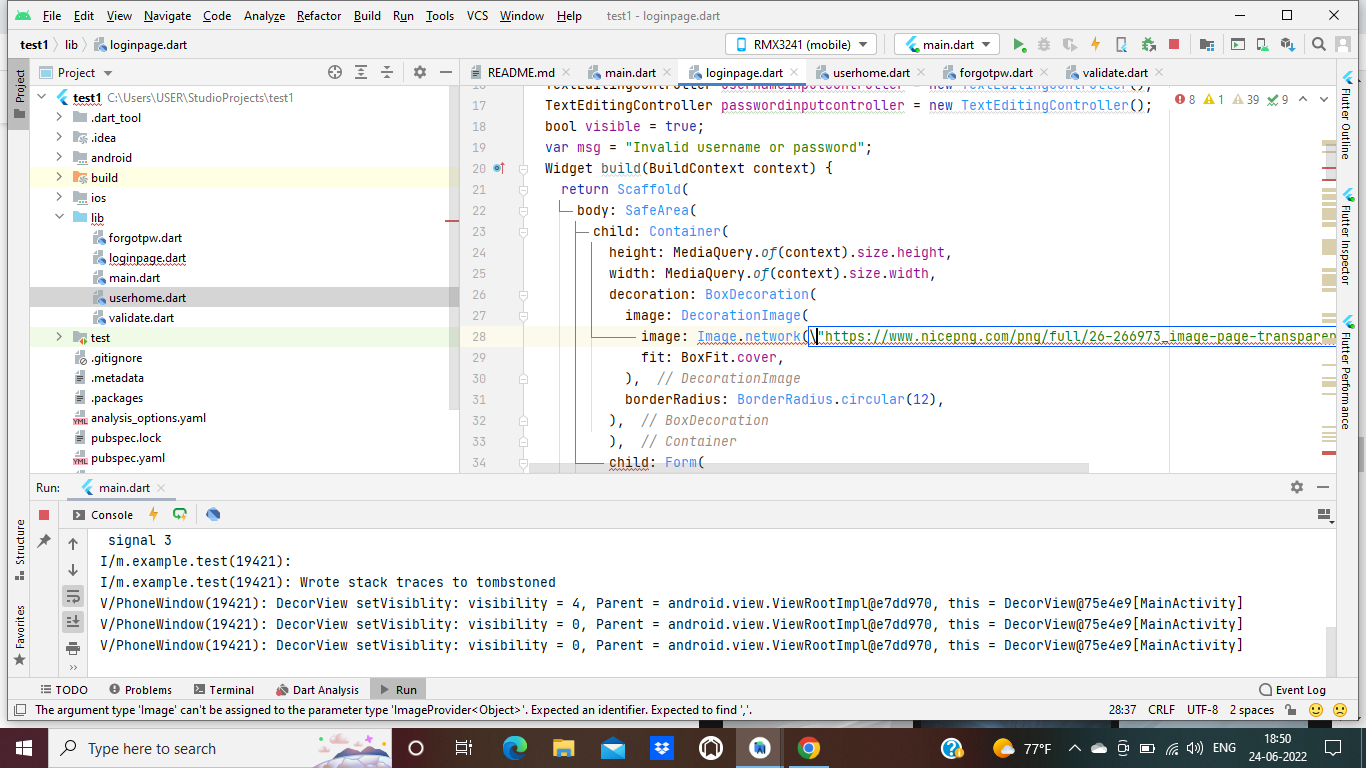 File Edit View Navigate Code Analyze Refactor Build Run Tools VCS Window Help test1 - loginpage.dart
test1 lib loginpage.dart RMX3241 (mobile) main.dart
Project README.md main.dart loginpage.dart userhome.dart forgotpw.dart validate.dart
test1 C:\Users\USER\StudioProjects\test1
.dart_tool
.idea
android
build
ios
lib
forgotpw.dart
loginpage.dart
main.dart
userhome.dart
validate.dart
test
.gitignore
.metadata
.packages
analysis_options.yaml
pubspec.lock
pubspec.yaml
16 TextEditingController usernameinputcontroller = new TextEditingController();
17 TextEditingController passwordinputcontroller = new TextEditingController();
18 bool visible = true;
19 var msg = "Invalid username or password";
20 Widget build(BuildContext context) {
21 return Scaffold(
22 body: SafeArea(
23 child: Container(
24 height: MediaQuery.of(context).size.height,
25 width: MediaQuery.of(context).size.width,
26 decoration: BoxDecoration(
27 image: DecorationImage(
28 image: Image.network(\"https://www.nicepng.com/png/full/26-266973_image-page-transparen
29 fit: BoxFit.cover,
30 ), // DecorationImage
31 borderRadius: BorderRadius.circular(12),
32 ), // BoxDecoration
33 ), // Container
34 child: Form(
8 1 39 9
Project
Structure
Favorites
Flutter Outline
Flutter Inspector
Flutter Performance
Run: main.dart
Console
signal 3
I/m.example.test(19421):
I/m.example.test(19421): Wrote stack traces to tombstoned
V/PhoneWindow(19421): DecorView setVisiblity: visibility = 4, Parent = android.view.ViewRootImpl@e7dd970, this = DecorView@75e4e9[MainActivity]
V/PhoneWindow(19421): DecorView setVisiblity: visibility = 0, Parent = android.view.ViewRootImpl@e7dd970, this = DecorView@75e4e9[MainActivity]
V/PhoneWindow(19421): DecorView setVisiblity: visibility = 0, Parent = android.view.ViewRootImpl@e7dd970, this = DecorView@75e4e9[MainActivity]
TODO Problems Terminal Dart Analysis Run Event Log
The argument type 'Image' can't be assigned to the parameter type 'ImageProvider<Object>'. Expected an identifier. Expected to find ','. 28:37 CRLF UTF-8 2 spaces
Type here to search 77°F ENG 18:50
24-06-2022